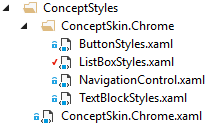 ConceptStyles
ConceptSkin.Chrome
ButtonStyles.xaml
ListBoxStyles.xaml
NavigationControl.xaml
TextBlockStyles.xaml
ConceptSkin.Chrome.xaml